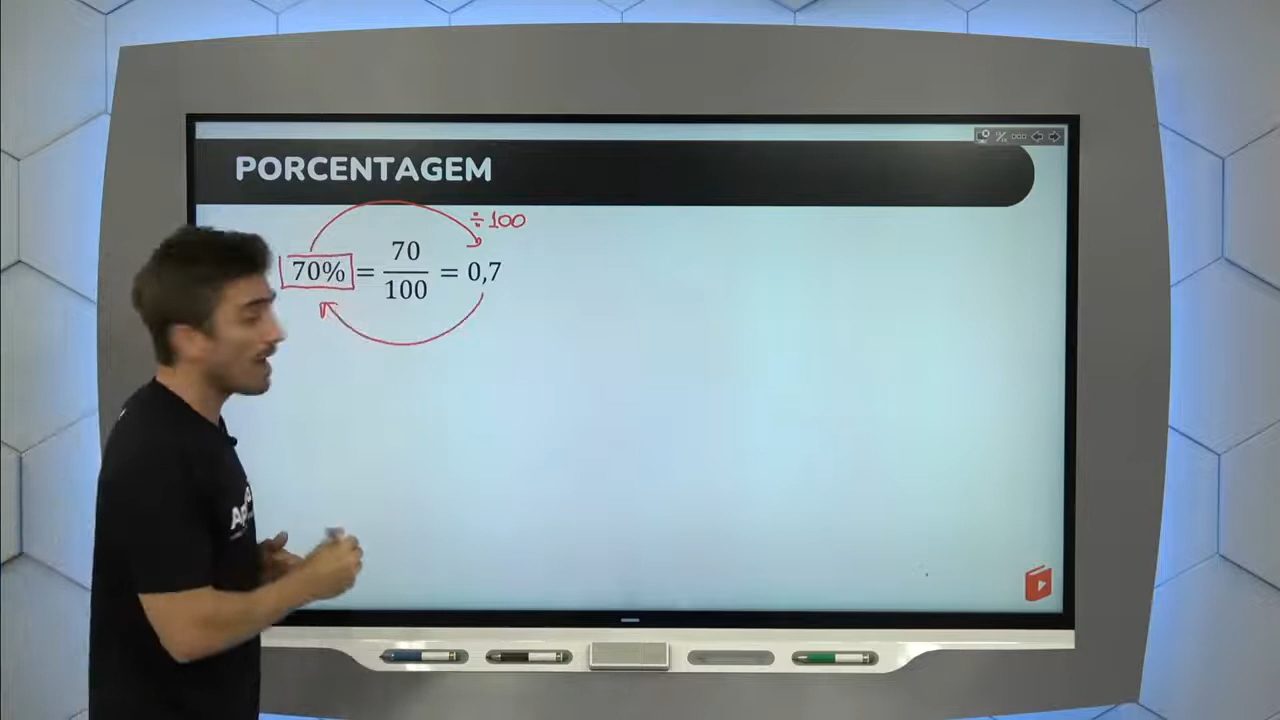 PORCENTAGEM
÷100
70% = 70/100 = 0,7